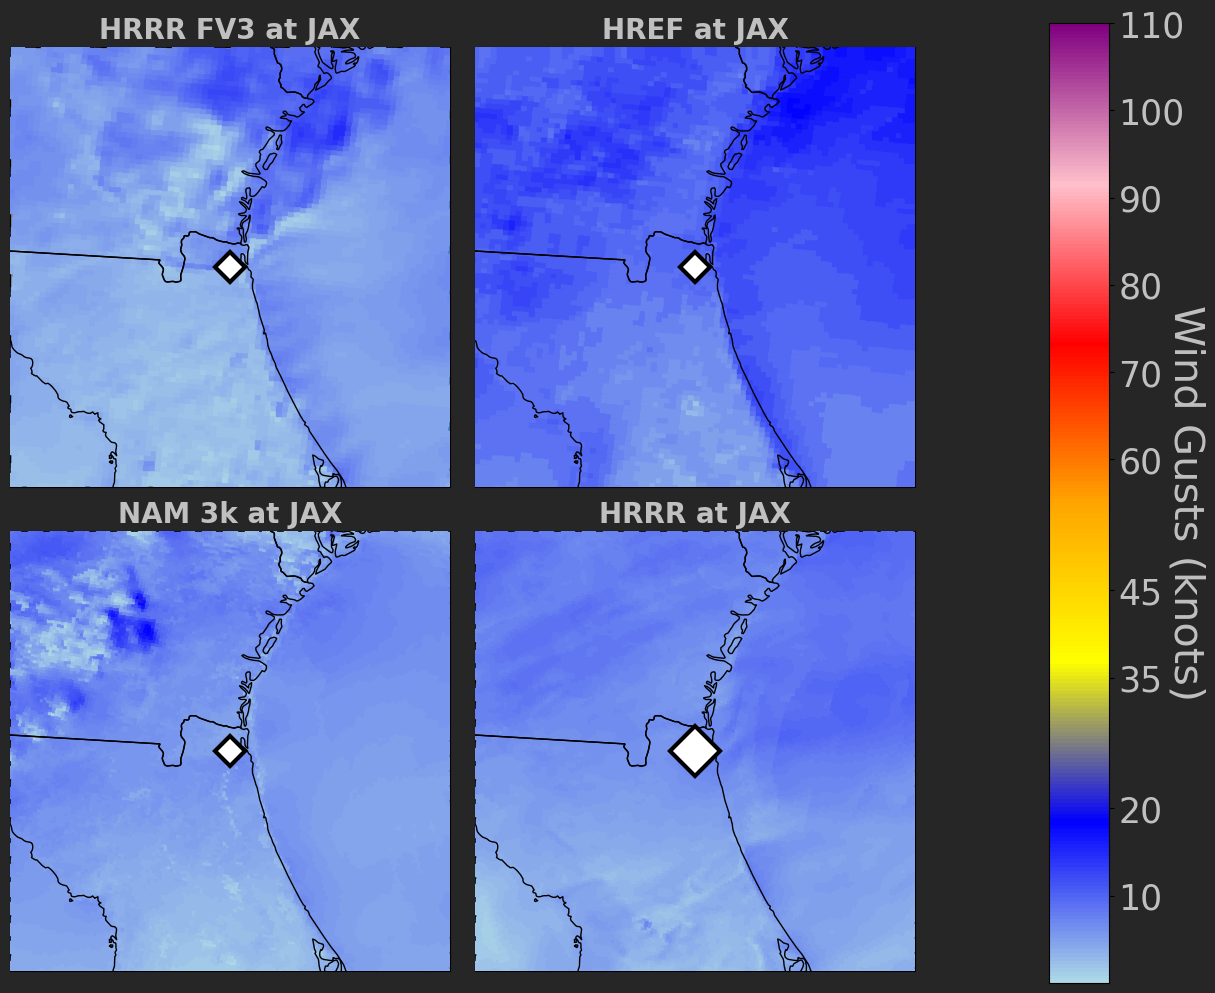 HRRR FV3 at JAX
HREF at JAX
NAM 3k at JAX
HRRR at JAX
110
100
90
80
70
60
45
35
20
10
Wind Gusts (knots)